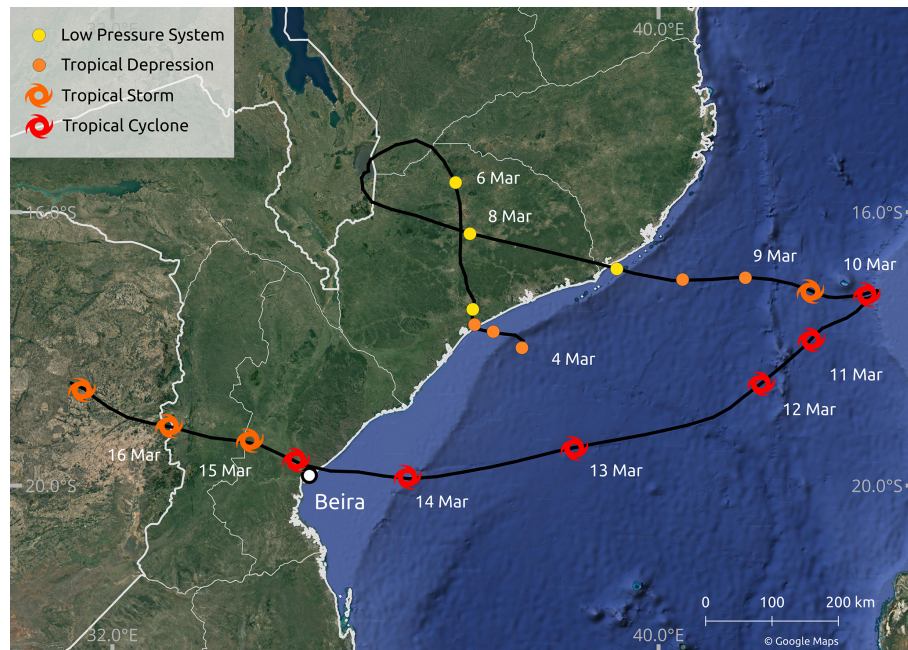 32.0°E
40.0°E
Low Pressure System
Tropical Depression
Tropical Storm
Tropical Cyclone
6 Mar
16.0°S
8 Mar
16.0°S
9 Mar
10 Mar
4 Mar
11 Mar
12 Mar
16 Mar
15 Mar
13 Mar
20.0°S
Beira
14 Mar
20.0°S
0 100 200 km
32.0°E
40.0°E
© Google Maps